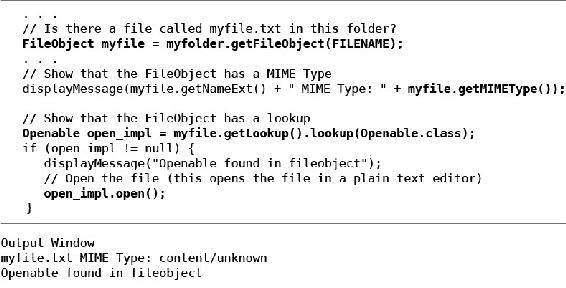 . . .
// Is there a file called myfile.txt in this folder?
FileObject myfile = myfolder.getFileObject(FILENAME);
. . .
// Show that the FileObject has a MIME Type
displayMessage(myfile.getNameExt() + " MIME Type: " + myfile.getMIMEType());
// Show that the FileObject has a lookup
Openable open_impl = myfile.getLookup().lookup(Openable.class);
if (open_impl != null) {
displayMessage("Openable found in fileobject");
// Open the file (this opens the file in a plain text editor)
open_impl.open();
}
Output Window
myfile.txt MIME Type: content/unknown
Openable found in fileobject